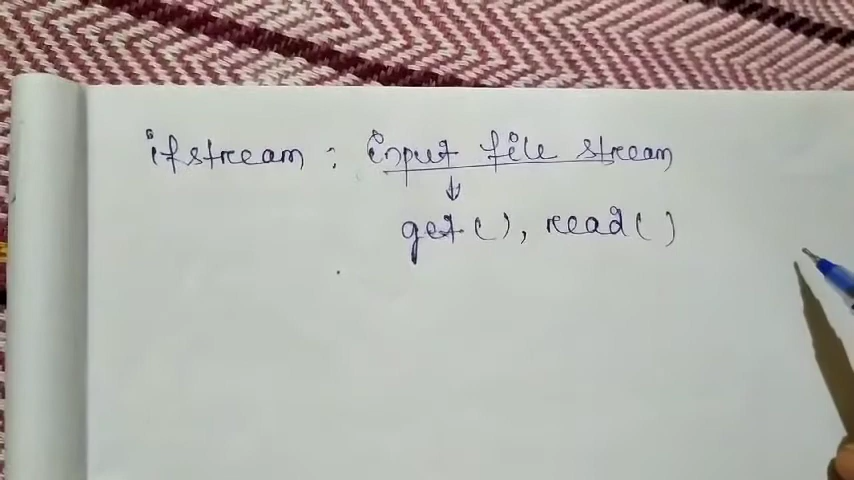 ifstream : input file stream
↓
get(), read()